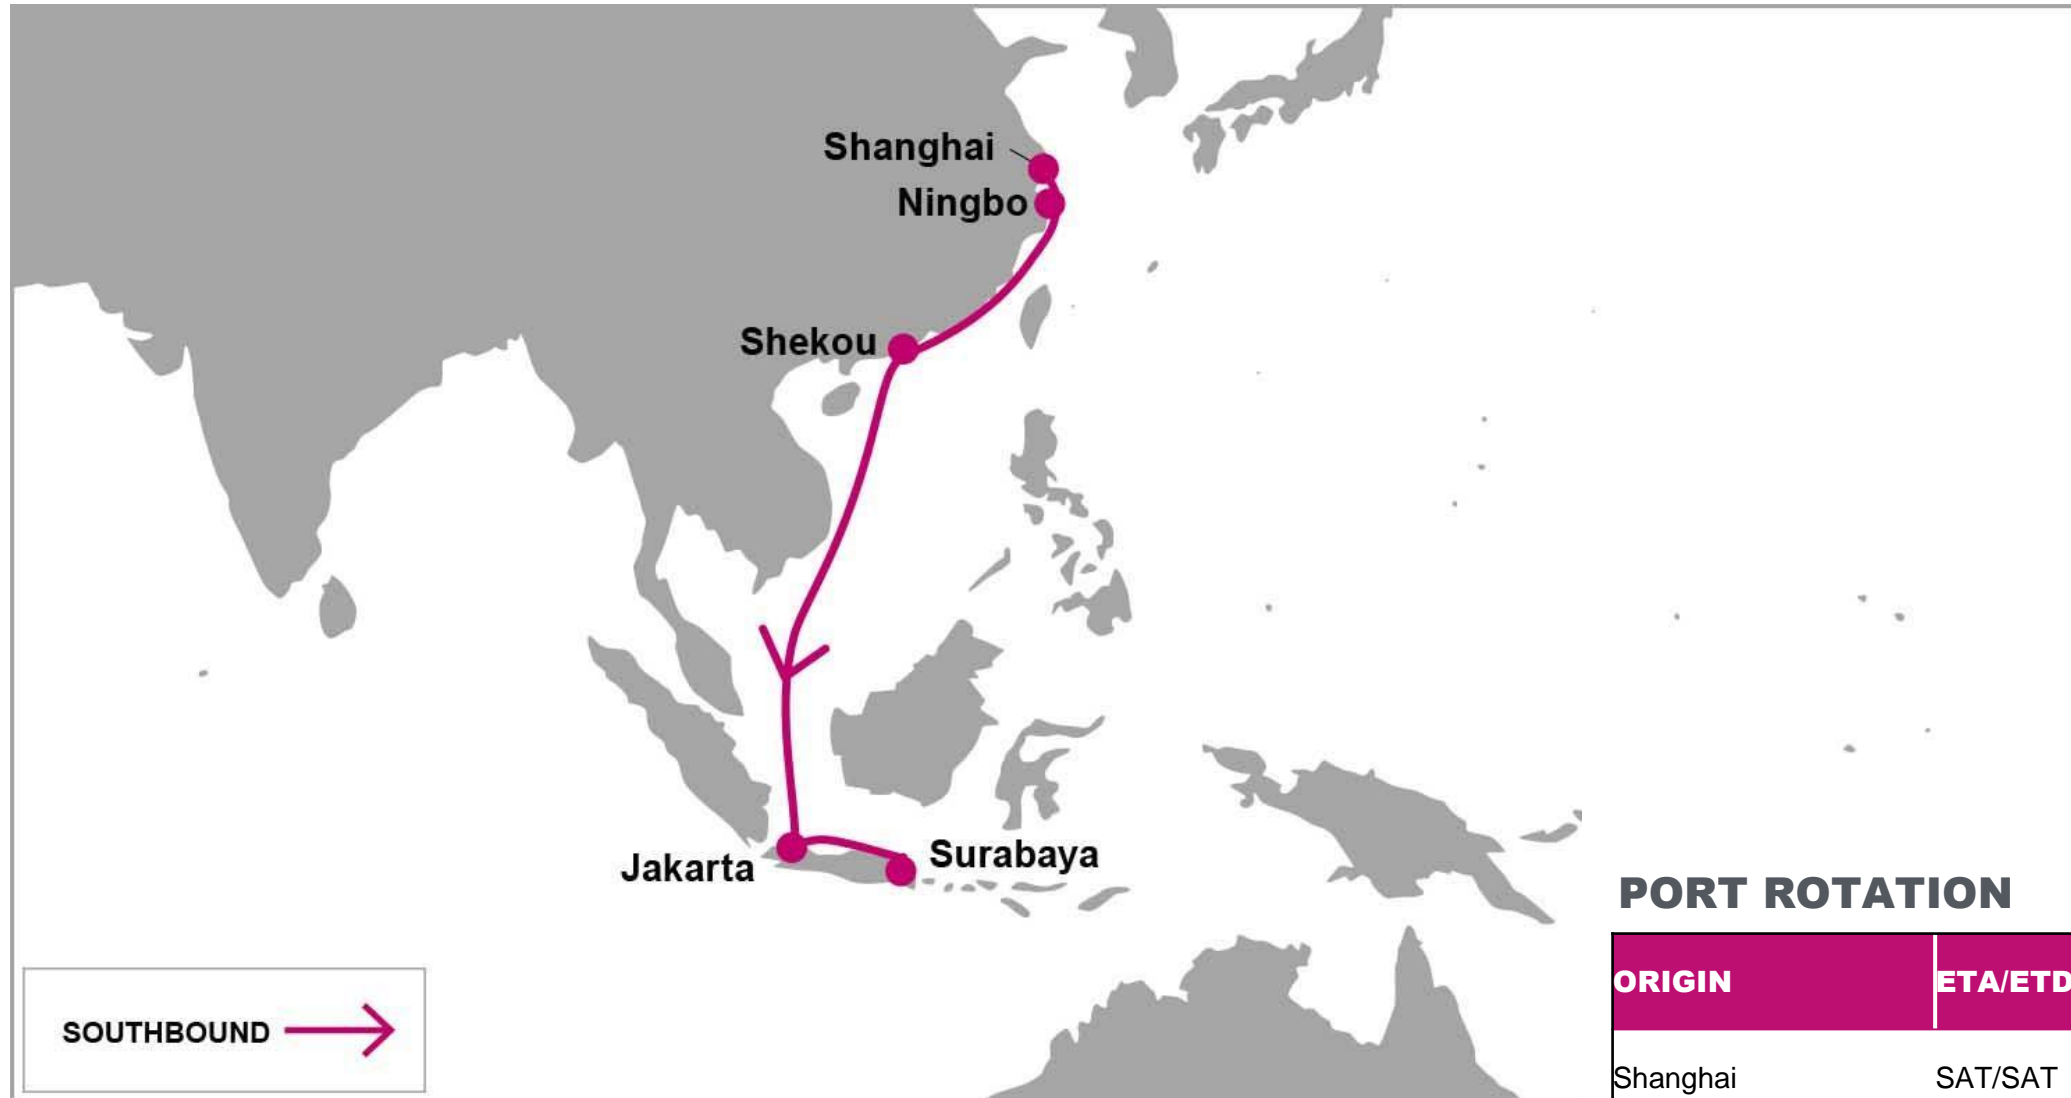 Shanghai
Ningbo
Shekou
Jakarta
Surabaya
SOUTHBOUND
PORT ROTATION
ORIGIN ETA/ETD
Shanghai SAT/SAT